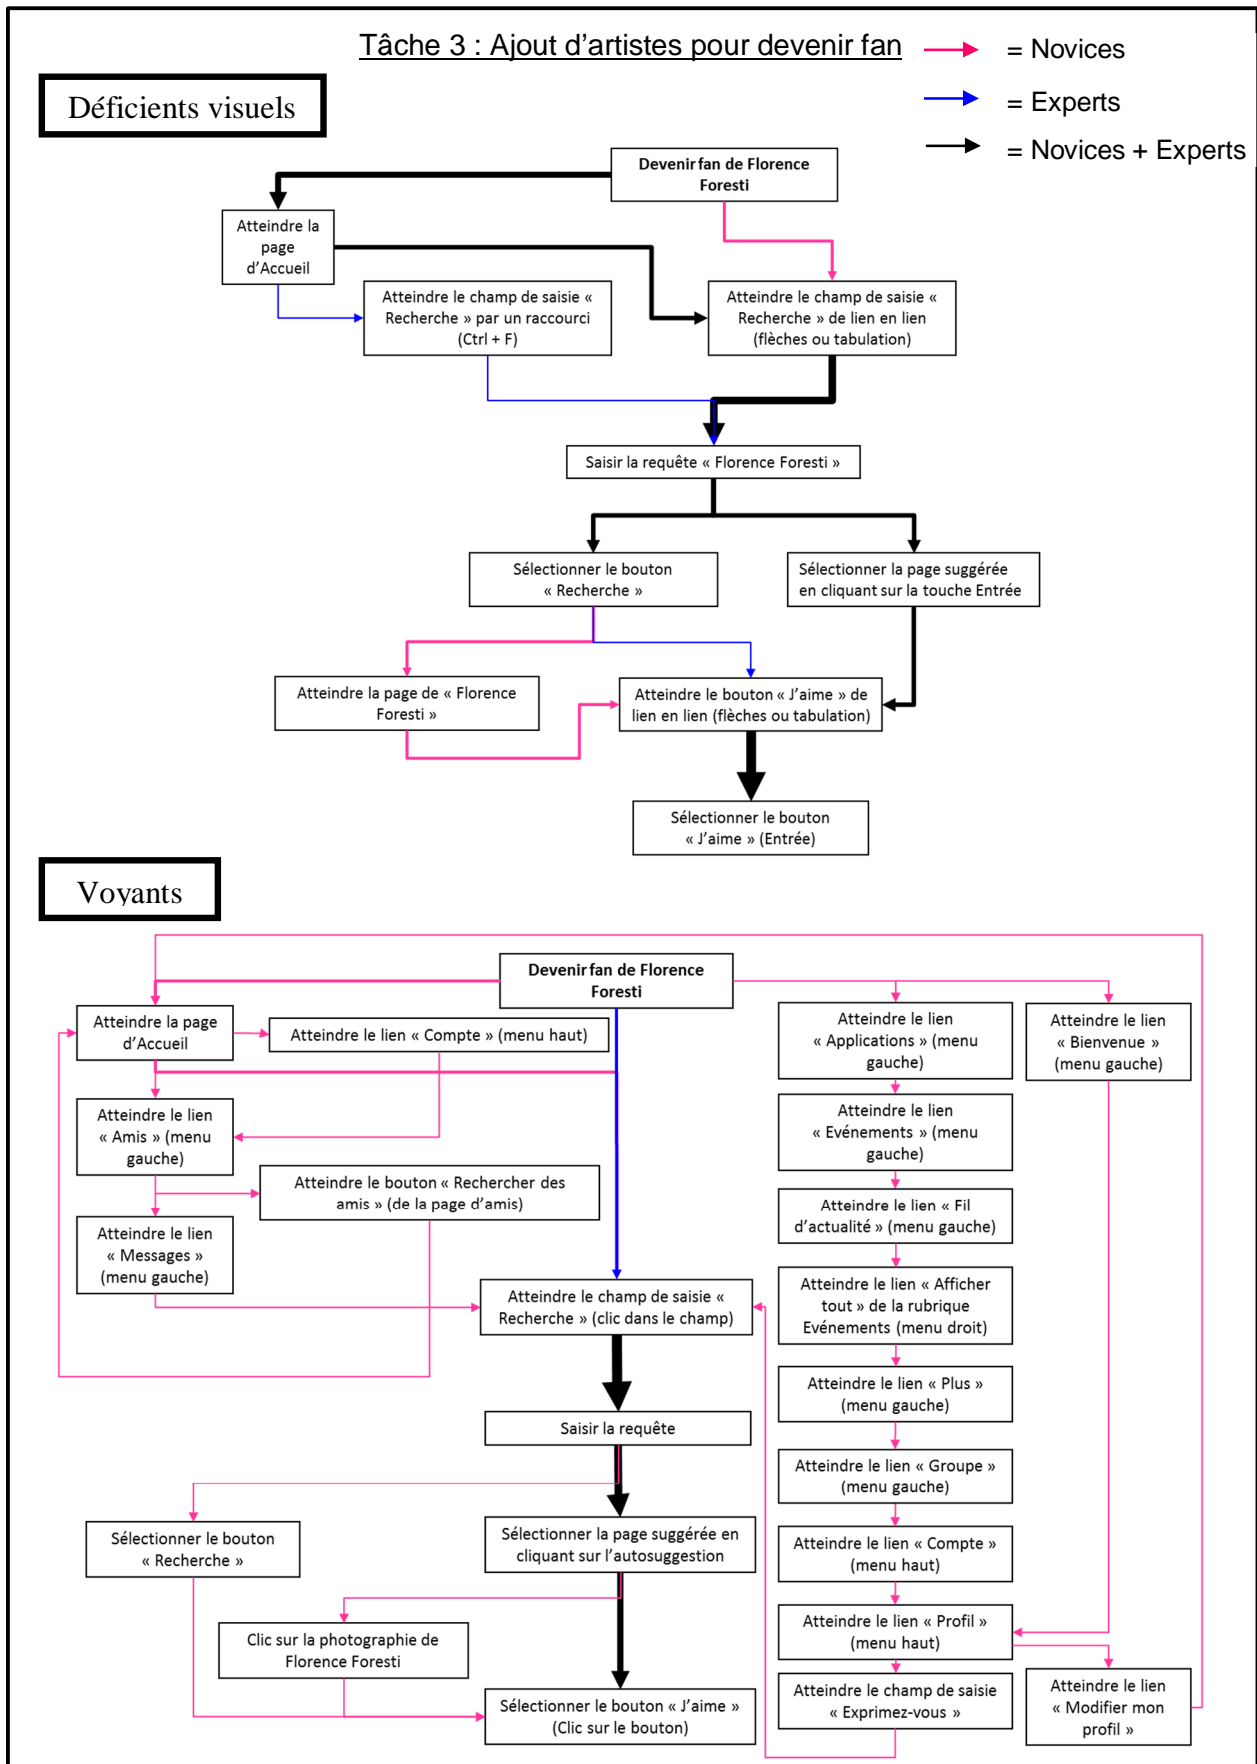 Tâche 3 : Ajout d'artistes pour devenir fan
= Novices
= Experts
= Novices + Experts
Déficients visuels
Devenir fan de Florence
Foresti
Atteindre la
page
d'Accueil
Atteindre le champ de saisie «
Recherche » par un raccourci
(Ctrl + F)
Atteindre le champ de saisie «
Recherche » de lien en lien
(flèches ou tabulation)
Saisir la requête « Florence Foresti »
Sélectionner le bouton
« Recherche »
Sélectionner la page suggérée
en cliquant sur la touche Entrée
Atteindre la page de « Florence
Foresti »
Atteindre le bouton « J'aime » de
lien en lien (flèches ou tabulation)
Sélectionner le bouton
« J'aime » (Entrée)
Voyants
Devenir fan de Florence
Foresti
Atteindre la page
d'Accueil
Atteindre le lien « Compte » (menu haut)
Atteindre le lien
« Applications » (menu
gauche)
Atteindre le lien
« Bienvenue »
(menu gauche)
Atteindre le lien
« Amis » (menu
gauche)
Atteindre le lien
« Evénements » (menu
gauche)
Atteindre le bouton « Rechercher des
amis » (de la page d'amis)
Atteindre le lien
« Messages »
(menu gauche)
Atteindre le lien « Fil
d'actualité » (menu gauche)
Atteindre le champ de saisie «
Recherche » (clic dans le champ)
Atteindre le lien « Afficher
tout » de la rubrique
Evénements (menu droit)
Atteindre le lien « Plus »
(menu gauche)
Saisir la requête
Atteindre le lien « Groupe »
(menu gauche)
Sélectionner le bouton
« Recherche »
Sélectionner la page suggérée en
cliquant sur l'autosuggestion
Atteindre le lien « Compte »
(menu haut)
Clic sur la photographie de
Florence Foresti
Atteindre le lien « Profil »
(menu haut)
Sélectionner le bouton « J'aime »
(Clic sur le bouton)
Atteindre le champ de saisie
« Exprimez-vous »
Atteindre le lien
« Modifier mon
profil »